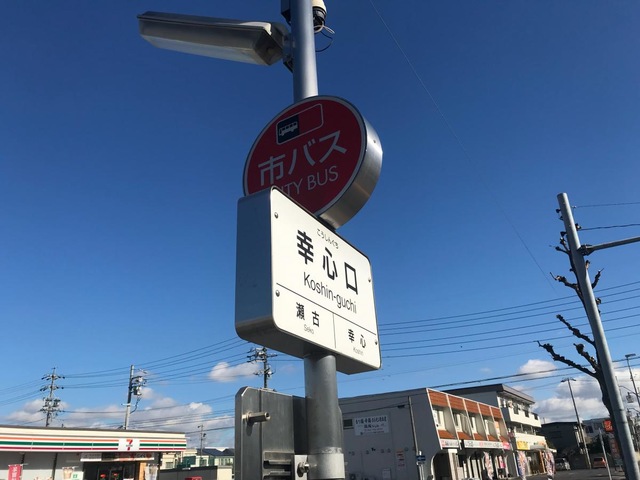 市バス
CITY BUS
こうしんぐち
幸心口
Koshin-guchi
瀬古
Seko
幸心
Koshin
7